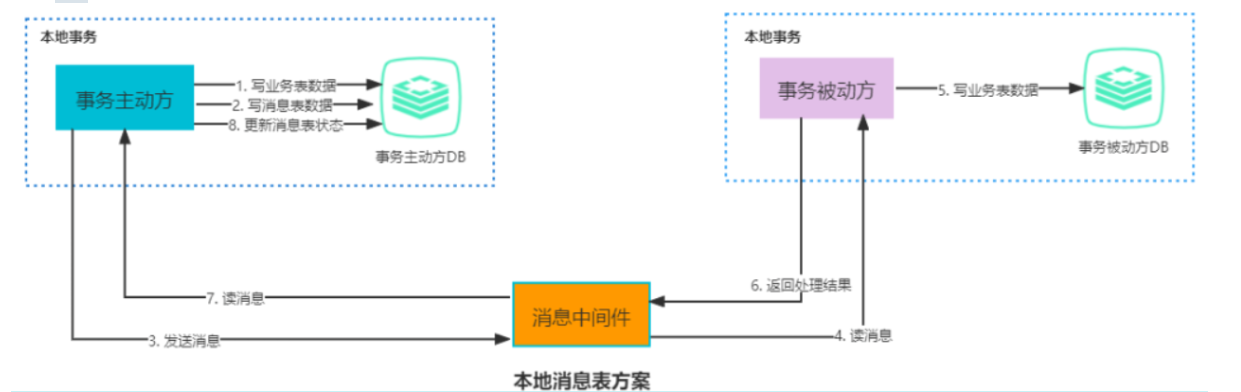 本地事务
事务主动方
1. 写业务表数据
2. 写消息表数据
8. 更新消息表状态
事务主动方DB
本地事务
事务被动方
5. 写业务表数据
事务被动方DB
6. 返回处理结果
7. 读消息
消息中间件
3. 发送消息
4. 读消息
本地消息表方案